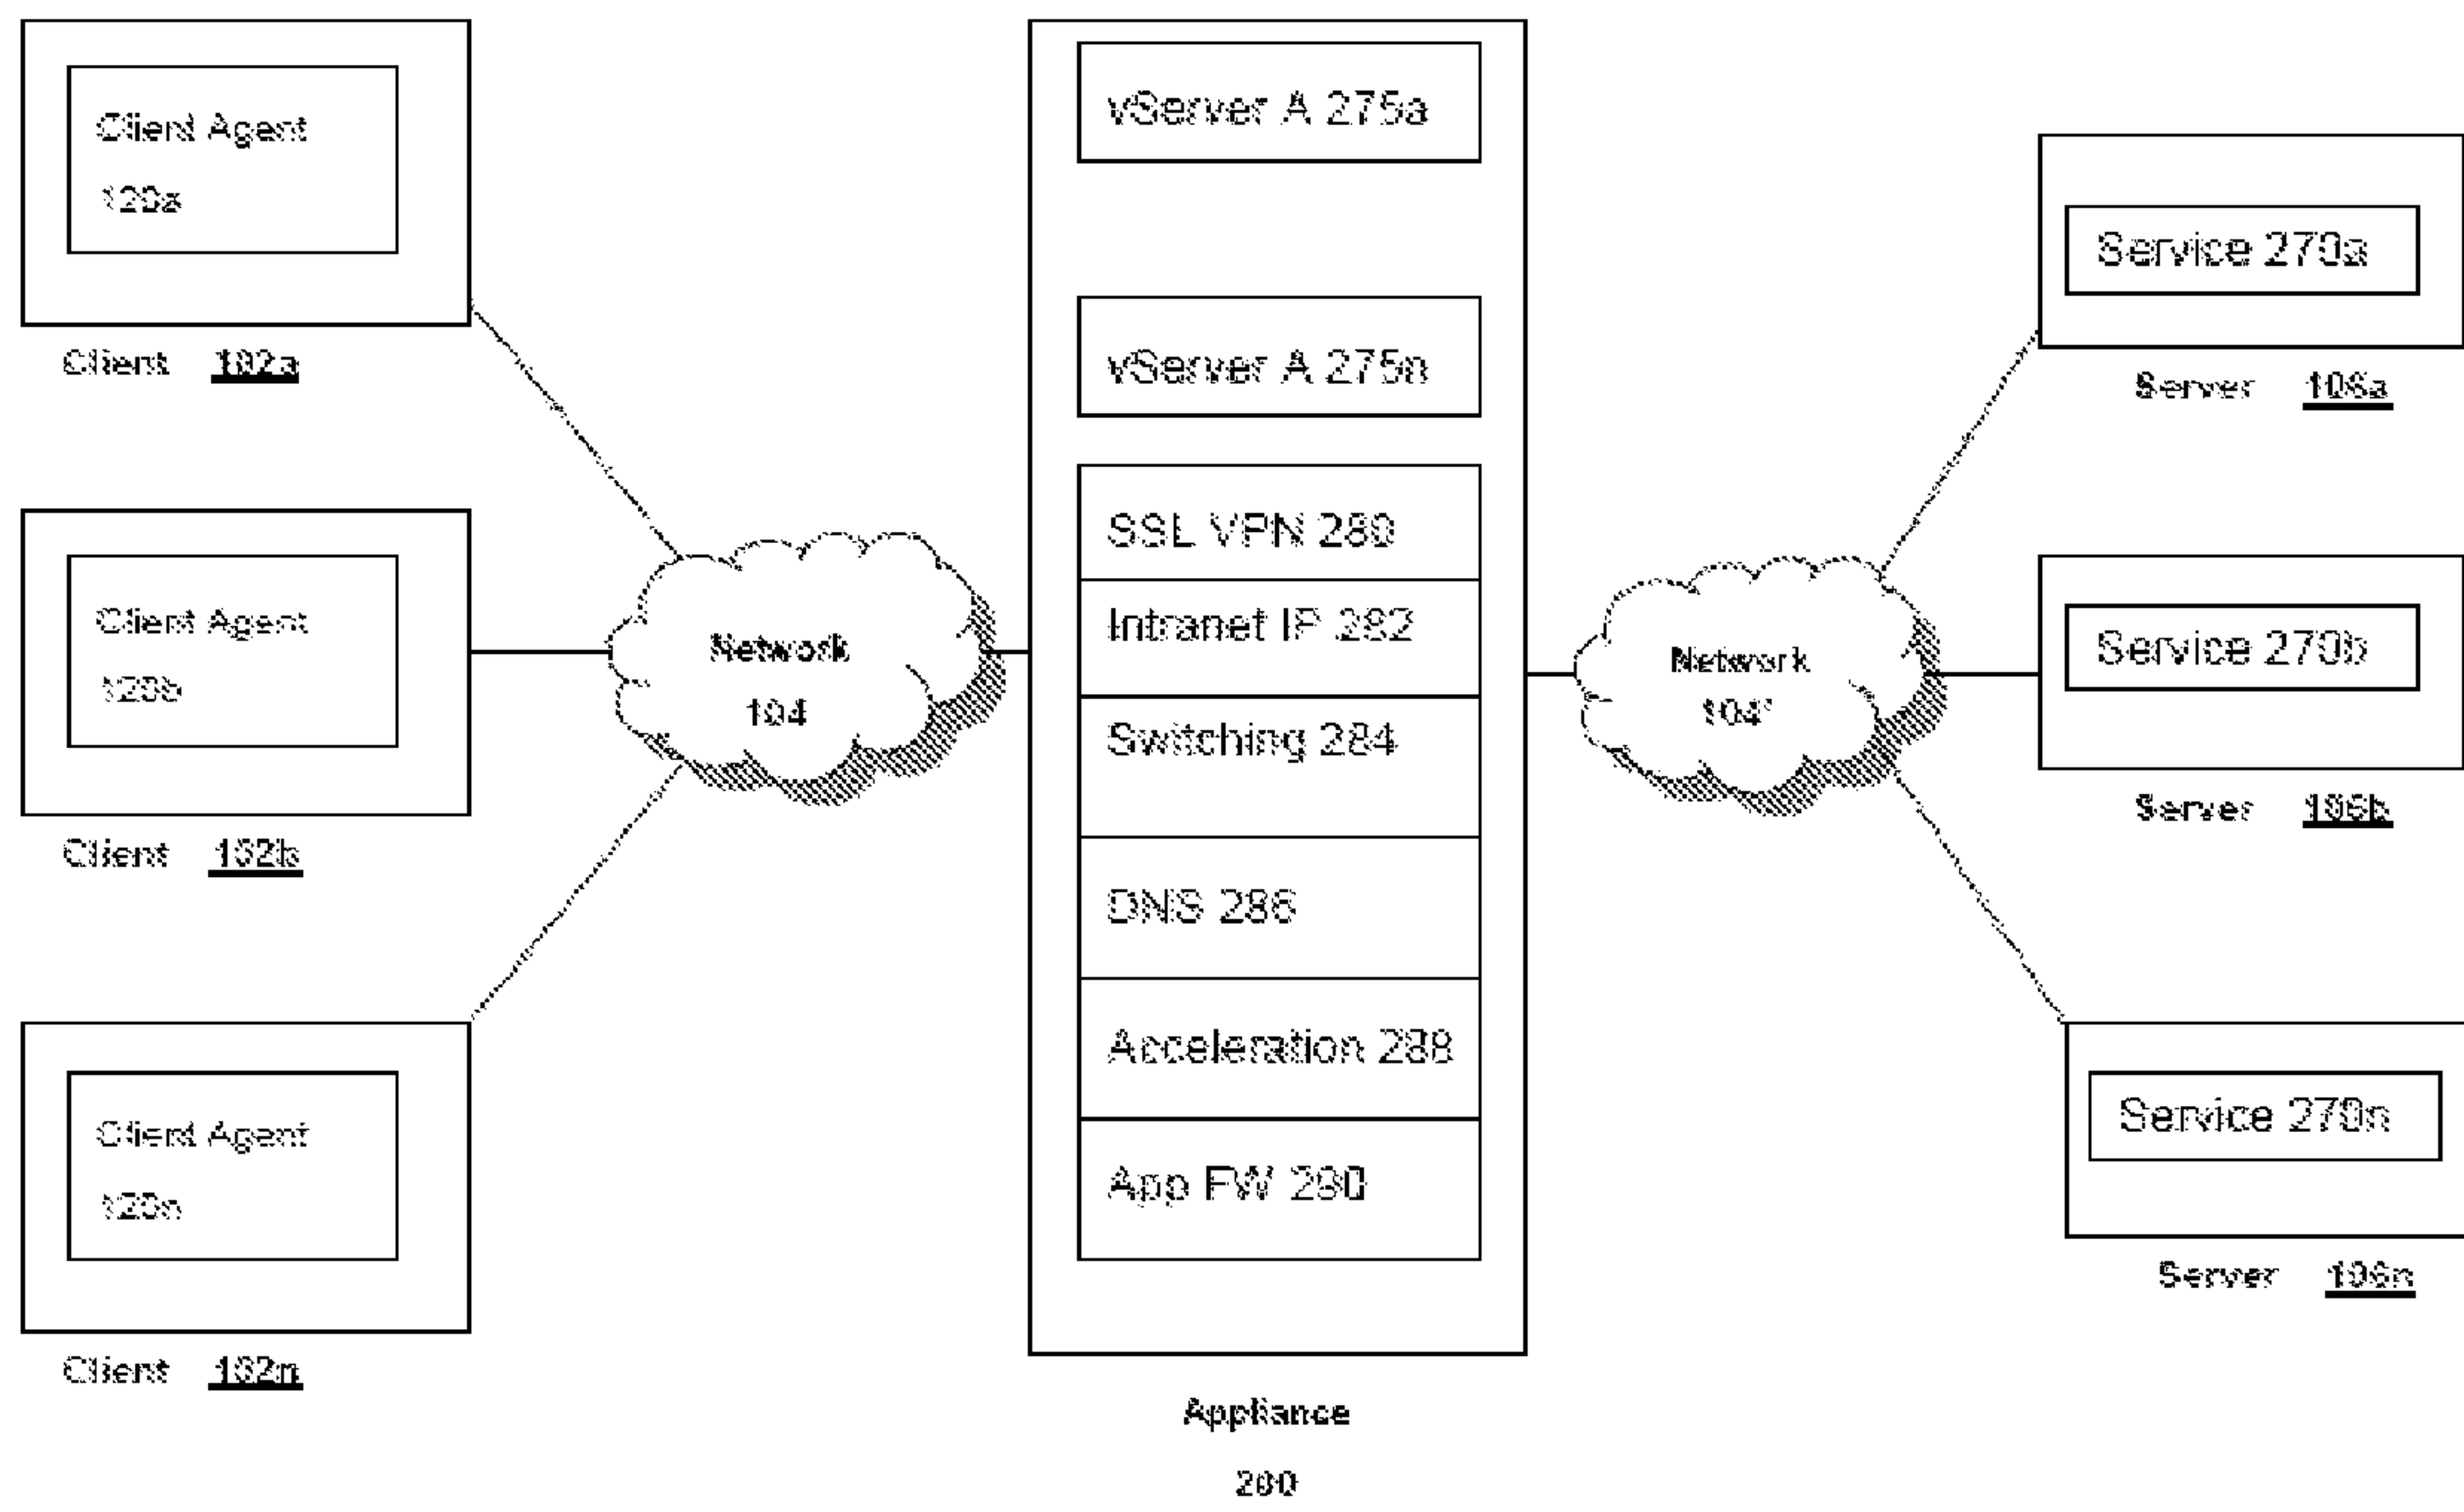 Client Agent
120a
Client 102a
Client Agent
120b
Client 102b
Client Agent
120n
Client 102n
Network
104
vServer A 275a
vServer A 275n
SSL VPN 280
Intranet IP 282
Switching 284
DNS 286
Acceleration 288
App FW 290
Appliance
200
Network
104'
Service 270a
Server 106a
Service 270b
Server 106b
Service 270n
Server 106n